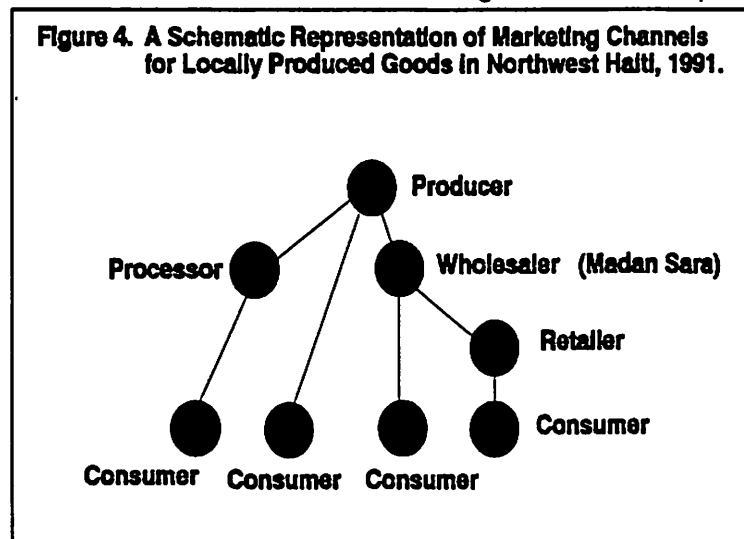 Figure 4. A Schematic Representation of Marketing Channels
for Locally Produced Goods in Northwest Haiti, 1991.
Producer
Processor
Wholesaler (Madan Sara)
Retailer
Consumer
Consumer
Consumer
Consumer